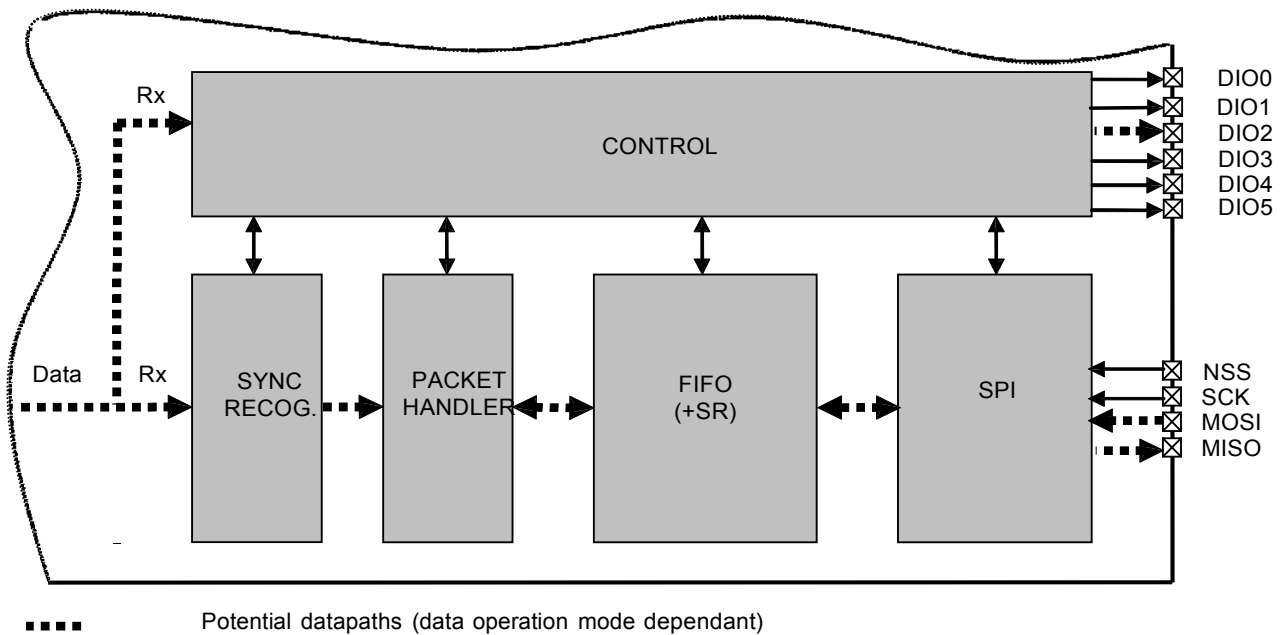 Rx
CONTROL
DIO0
DIO1
DIO2
DIO3
DIO4
DIO5
Data
Rx
SYNC
RECOG.
PACKET
HANDLER
FIFO
(+SR)
SPI
NSS
SCK
MOSI
MISO
Potential datapaths (data operation mode dependant)